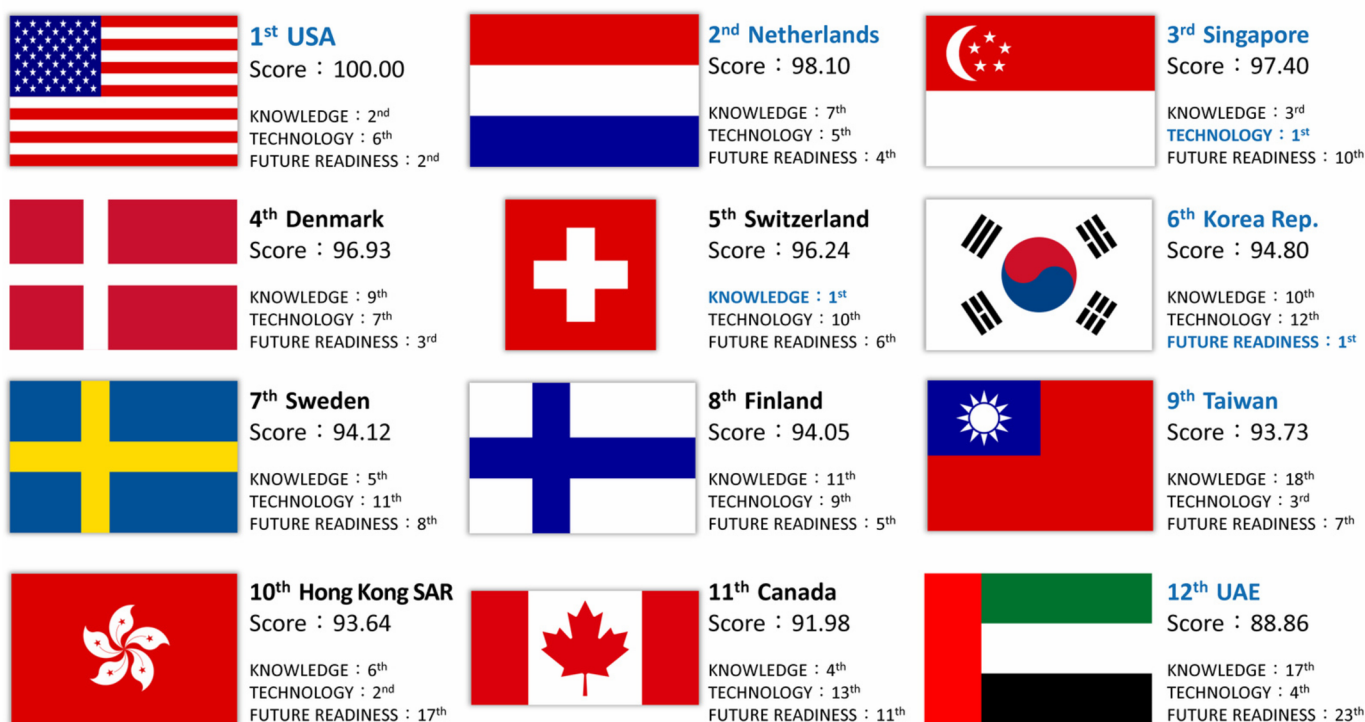 1st USA
Score：100.00
KNOWLEDGE：2nd
TECHNOLOGY：6th
FUTURE READINESS：2nd
2nd Netherlands
Score：98.10
KNOWLEDGE：7th
TECHNOLOGY：5th
FUTURE READINESS：4th
3rd Singapore
Score：97.40
KNOWLEDGE：3rd
TECHNOLOGY：1st
FUTURE READINESS：10th
4th Denmark
Score：96.93
KNOWLEDGE：9th
TECHNOLOGY：7th
FUTURE READINESS：3rd
5th Switzerland
Score：96.24
KNOWLEDGE：1st
TECHNOLOGY：10th
FUTURE READINESS：6th
6th Korea Rep.
Score：94.80
KNOWLEDGE：10th
TECHNOLOGY：12th
FUTURE READINESS：1st
7th Sweden
Score：94.12
KNOWLEDGE：5th
TECHNOLOGY：11th
FUTURE READINESS：8th
8th Finland
Score：94.05
KNOWLEDGE：11th
TECHNOLOGY：9th
FUTURE READINESS：5th
9th Taiwan
Score：93.73
KNOWLEDGE：18th
TECHNOLOGY：3rd
FUTURE READINESS：7th
10th Hong Kong SAR
Score：93.64
KNOWLEDGE：6th
TECHNOLOGY：2nd
FUTURE READINESS：17th
11th Canada
Score：91.98
KNOWLEDGE：4th
TECHNOLOGY：13th
FUTURE READINESS：11th
12th UAE
Score：88.86
KNOWLEDGE：17th
TECHNOLOGY：4th
FUTURE READINESS：23th